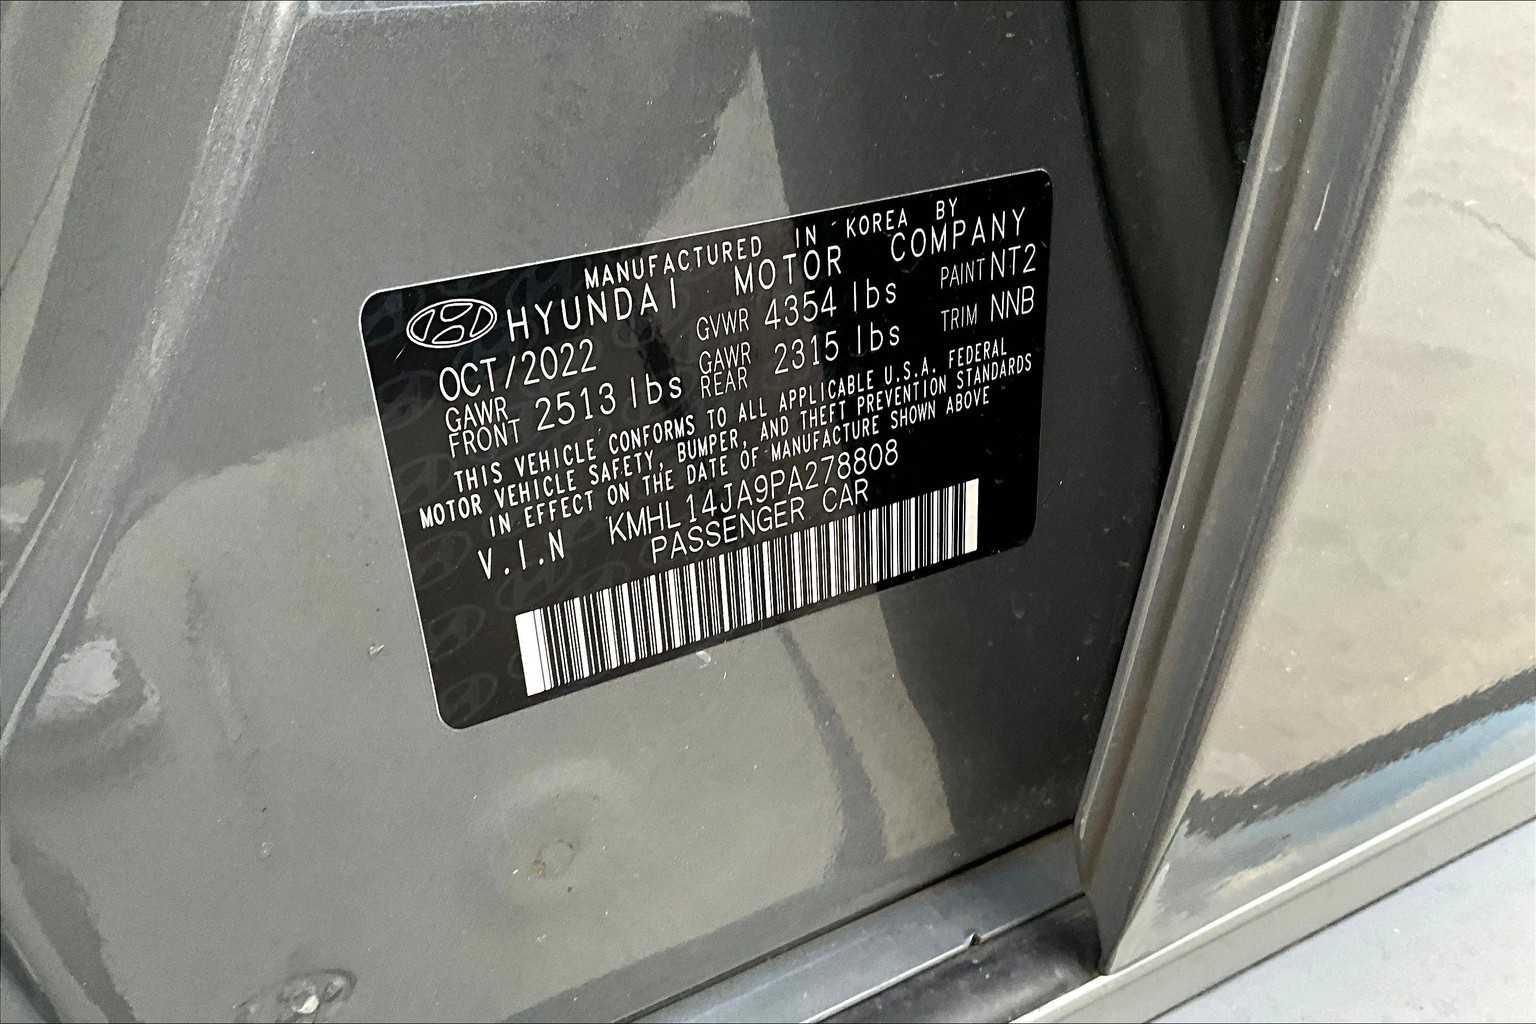 MANUFACTURED IN KOREA BY
HYUNDAI MOTOR COMPANY
OCT/2022 GVWR 4354 lbs PAINT NT2
GAWR FRONT 2513 lbs GAWR REAR 2315 lbs TRIM NNB
THIS VEHICLE CONFORMS TO ALL APPLICABLE U.S.A. FEDERAL
MOTOR VEHICLE SAFETY, BUMPER, AND THEFT PREVENTION STANDARDS
IN EFFECT ON THE DATE OF MANUFACTURE SHOWN ABOVE
V.I.N KMHL14JA9PA278808
PASSENGER CAR